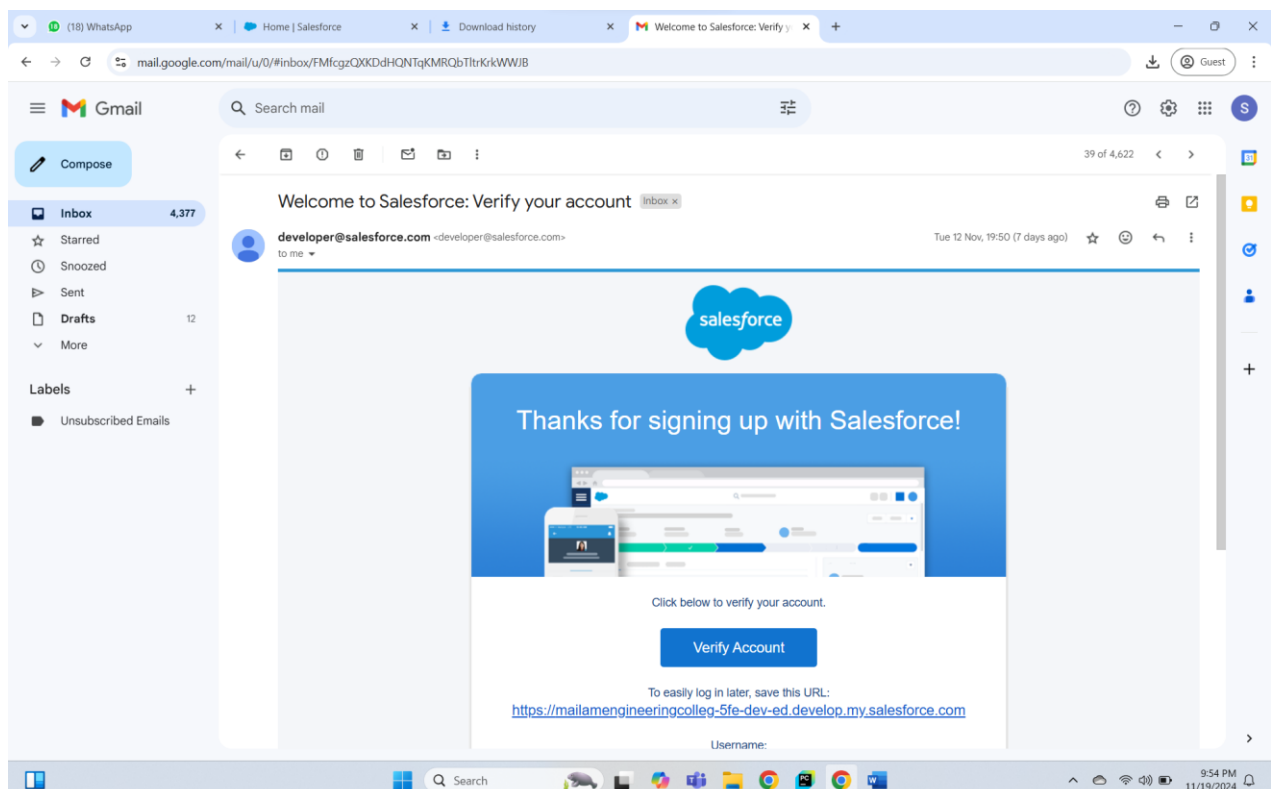 (18) WhatsApp
Home | Salesforce
Download history
Welcome to Salesforce: Verify y
mail.google.com/mail/u/0/#inbox/FMfcgzQXKDdHQNTqKMRQbTltrKrkWWJB
Guest
Gmail
Search mail
S
Compose
39 of 4,622
31
Inbox 4,377
Starred
Snoozed
Sent
Drafts 12
More
Labels
Unsubscribed Emails
Welcome to Salesforce: Verify your account Inbox x
developer@salesforce.com <developer@salesforce.com>
Tue 12 Nov, 19:50 (7 days ago)
to me
salesforce
Thanks for signing up with Salesforce!
Click below to verify your account.
Verify Account
To easily log in later, save this URL:
https://mailamengineeringcolleg-5fe-dev-ed.develop.my.salesforce.com
Username:
Search
PC
W
9:54 PM
11/19/2024